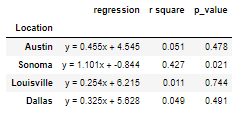 regression r square p_value
Location
Austin y = 0.455x + 4.545 0.051 0.478
Sonoma y = 1.101x + -0.844 0.427 0.021
Louisville y = 0.254x + 6.215 0.011 0.744
Dallas y = 0.325x + 5.628 0.049 0.491